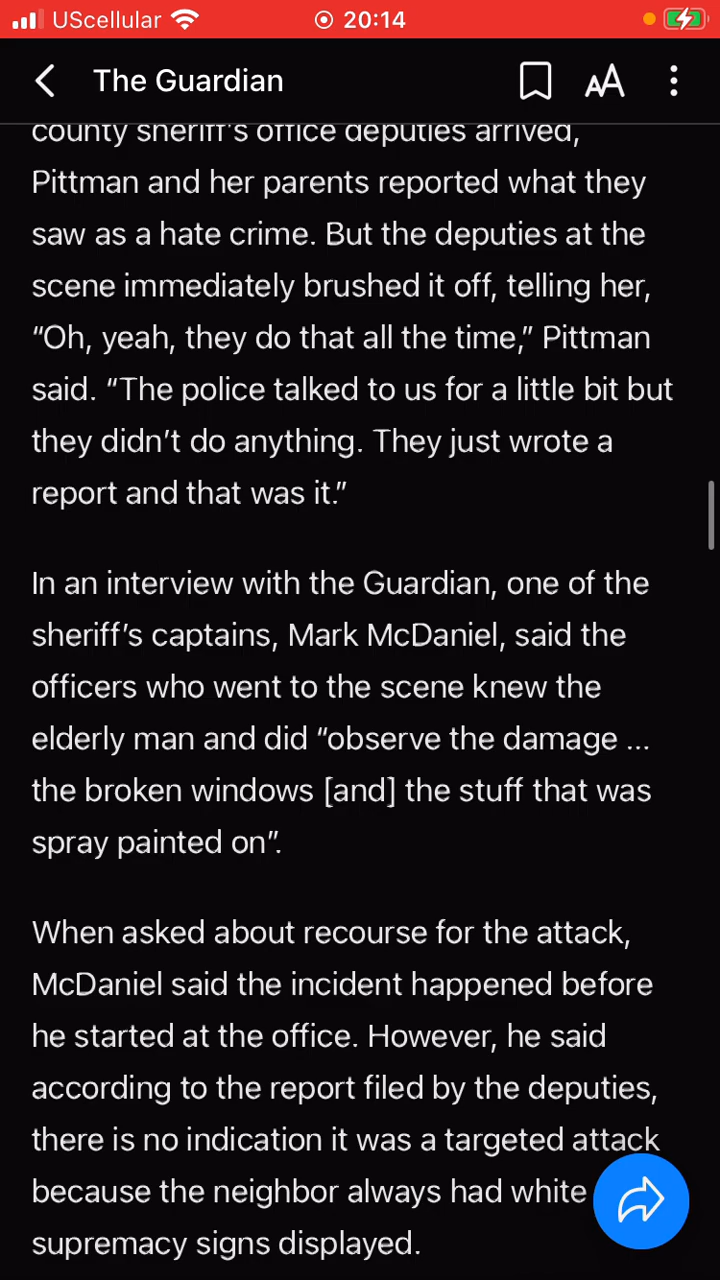 UScellular 20:14
The Guardian AA
county sheriff’s office deputies arrived,
Pittman and her parents reported what they
saw as a hate crime. But the deputies at the
scene immediately brushed it off, telling her,
“Oh, yeah, they do that all the time,” Pittman
said. “The police talked to us for a little bit but
they didn’t do anything. They just wrote a
report and that was it.”
In an interview with the Guardian, one of the
sheriff’s captains, Mark McDaniel, said the
officers who went to the scene knew the
elderly man and did “observe the damage …
the broken windows [and] the stuff that was
spray painted on”.
When asked about recourse for the attack,
McDaniel said the incident happened before
he started at the office. However, he said
according to the report filed by the deputies,
there is no indication it was a targeted attack
because the neighbor always had white
supremacy signs displayed.